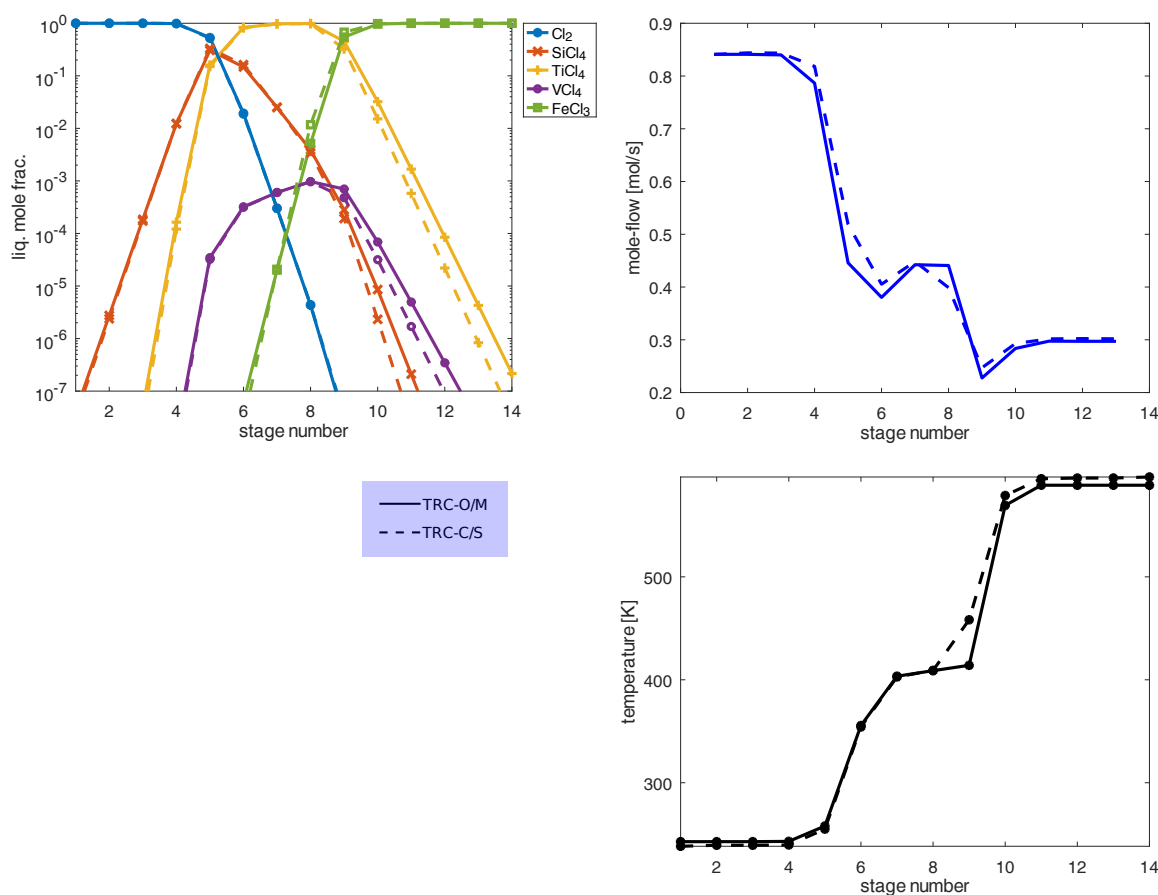 10^0
10^-1
10^-2
10^-3
10^-4
10^-5
10^-6
10^-7
liq. mole frac.
2 4 6 8 10 12 14
stage number
Cl2
SiCl4
TiCl4
VCl4
FeCl3
0.9
0.8
0.7
0.6
0.5
0.4
0.3
0.2
mole-flow [mol/s]
0 2 4 6 8 10 12 14
stage number
TRC-O/M
TRC-C/S
500
400
300
temperature [K]
2 4 6 8 10 12 14
stage number